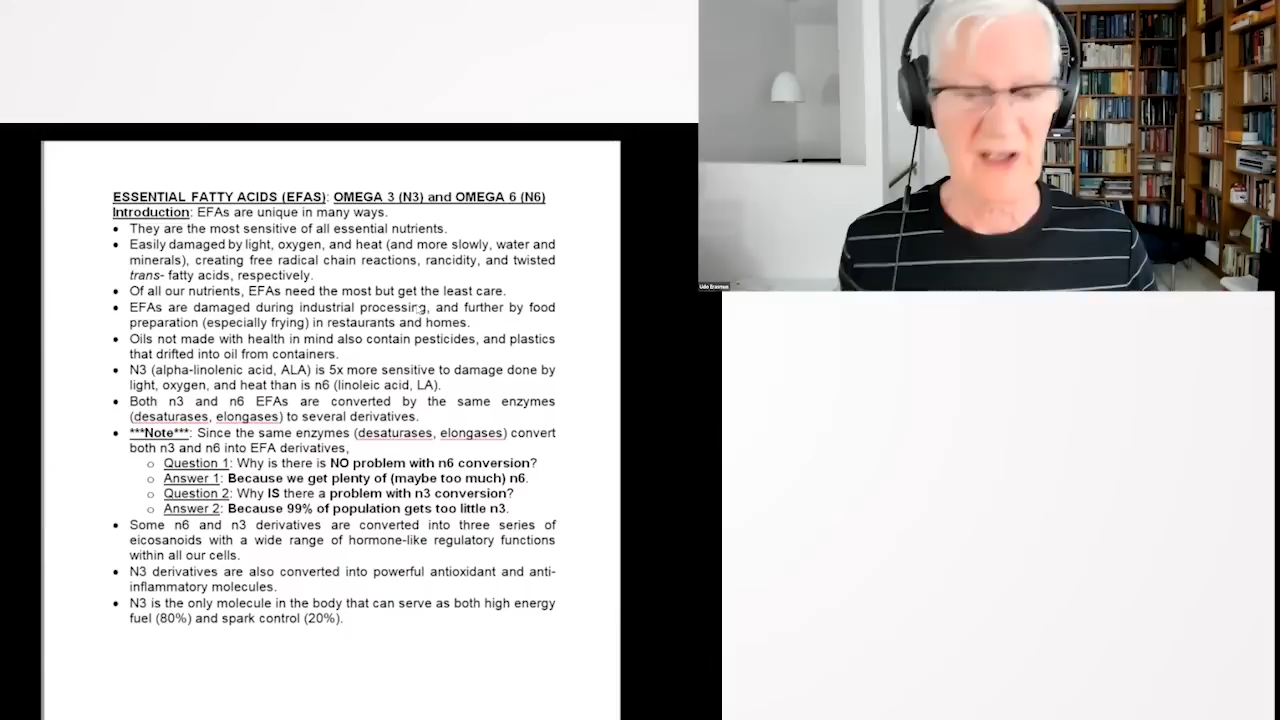 ESSENTIAL FATTY ACIDS (EFAS): OMEGA 3 (N3) and OMEGA 6 (N6)
Introduction: EFAs are unique in many ways.
• They are the most sensitive of all essential nutrients.
• Easily damaged by light, oxygen, and heat (and more slowly, water and
minerals), creating free radical chain reactions, rancidity, and twisted
trans- fatty acids, respectively.
• Of all our nutrients, EFAs need the most but get the least care.
• EFAs are damaged during industrial processing, and further by food
preparation (especially frying) in restaurants and homes.
• Oils not made with health in mind also contain pesticides, and plastics
that drifted into oil from containers.
• N3 (alpha-linolenic acid, ALA) is 5x more sensitive to damage done by
light, oxygen, and heat than is n6 (linoleic acid, LA).
• Both n3 and n6 EFAs are converted by the same enzymes
(desaturases, elongases) to several derivatives.
• ***Note***: Since the same enzymes (desaturases, elongases) convert
both n3 and n6 into EFA derivatives,
o Question 1: Why is there is NO problem with n6 conversion?
o Answer 1: Because we get plenty of (maybe too much) n6.
o Question 2: Why IS there a problem with n3 conversion?
o Answer 2: Because 99% of population gets too little n3.
• Some n6 and n3 derivatives are converted into three series of
eicosanoids with a wide range of hormone-like regulatory functions
within all our cells.
• N3 derivatives are also converted into powerful antioxidant and anti-
inflammatory molecules.
• N3 is the only molecule in the body that can serve as both high energy
fuel (80%) and spark control (20%).
Udo Erasmus